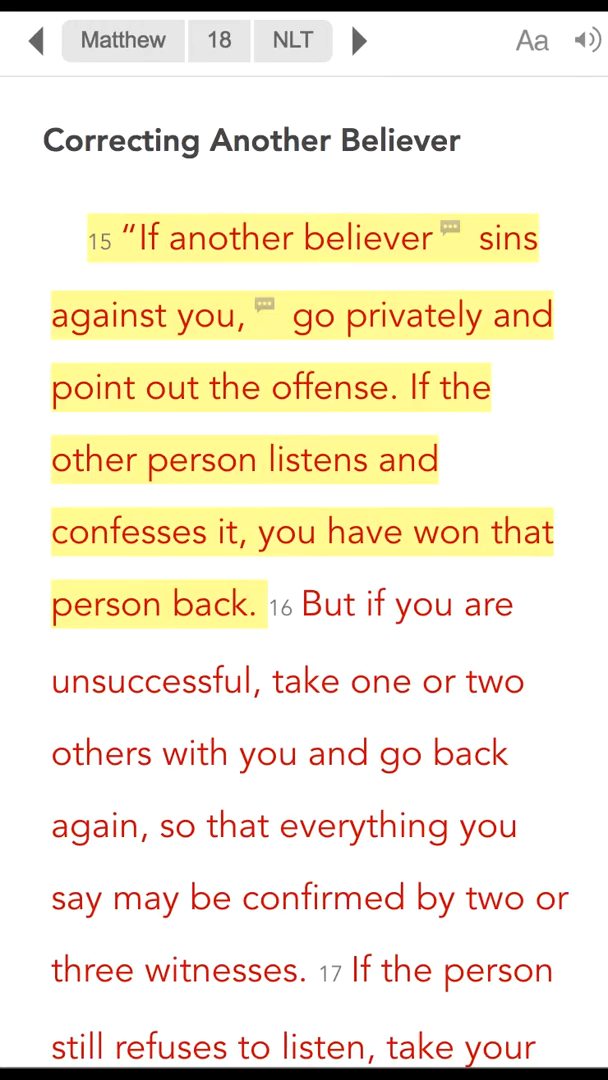 Matthew 18 NLT Aa
Correcting Another Believer
15 “If another believer sins
against you, go privately and
point out the offense. If the
other person listens and
confesses it, you have won that
person back. 16 But if you are
unsuccessful, take one or two
others with you and go back
again, so that everything you
say may be confirmed by two or
three witnesses. 17 If the person
still refuses to listen, take your